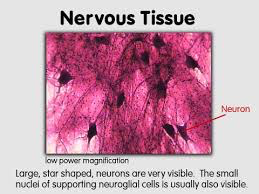 Nervous Tissue
Neuron
low power magnification
Large, star shaped, neurons are very visible. The small
nuclei of supporting neuroglial cells is usually also visible.